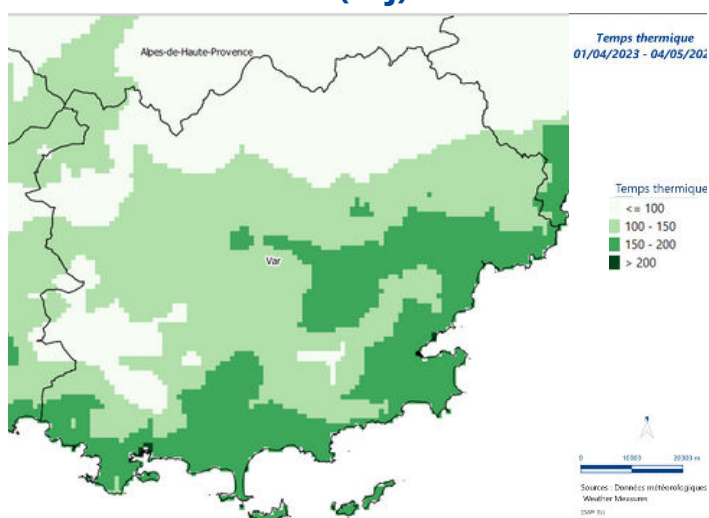 Alpes-de-Haute-Provence
Var
Temps thermique
01/04/2023 - 04/05/202
Temps thermique
<= 100
100 - 150
150 - 200
> 200
0 10000 20000 m
Sources : Données météorologiques
Weather Measures